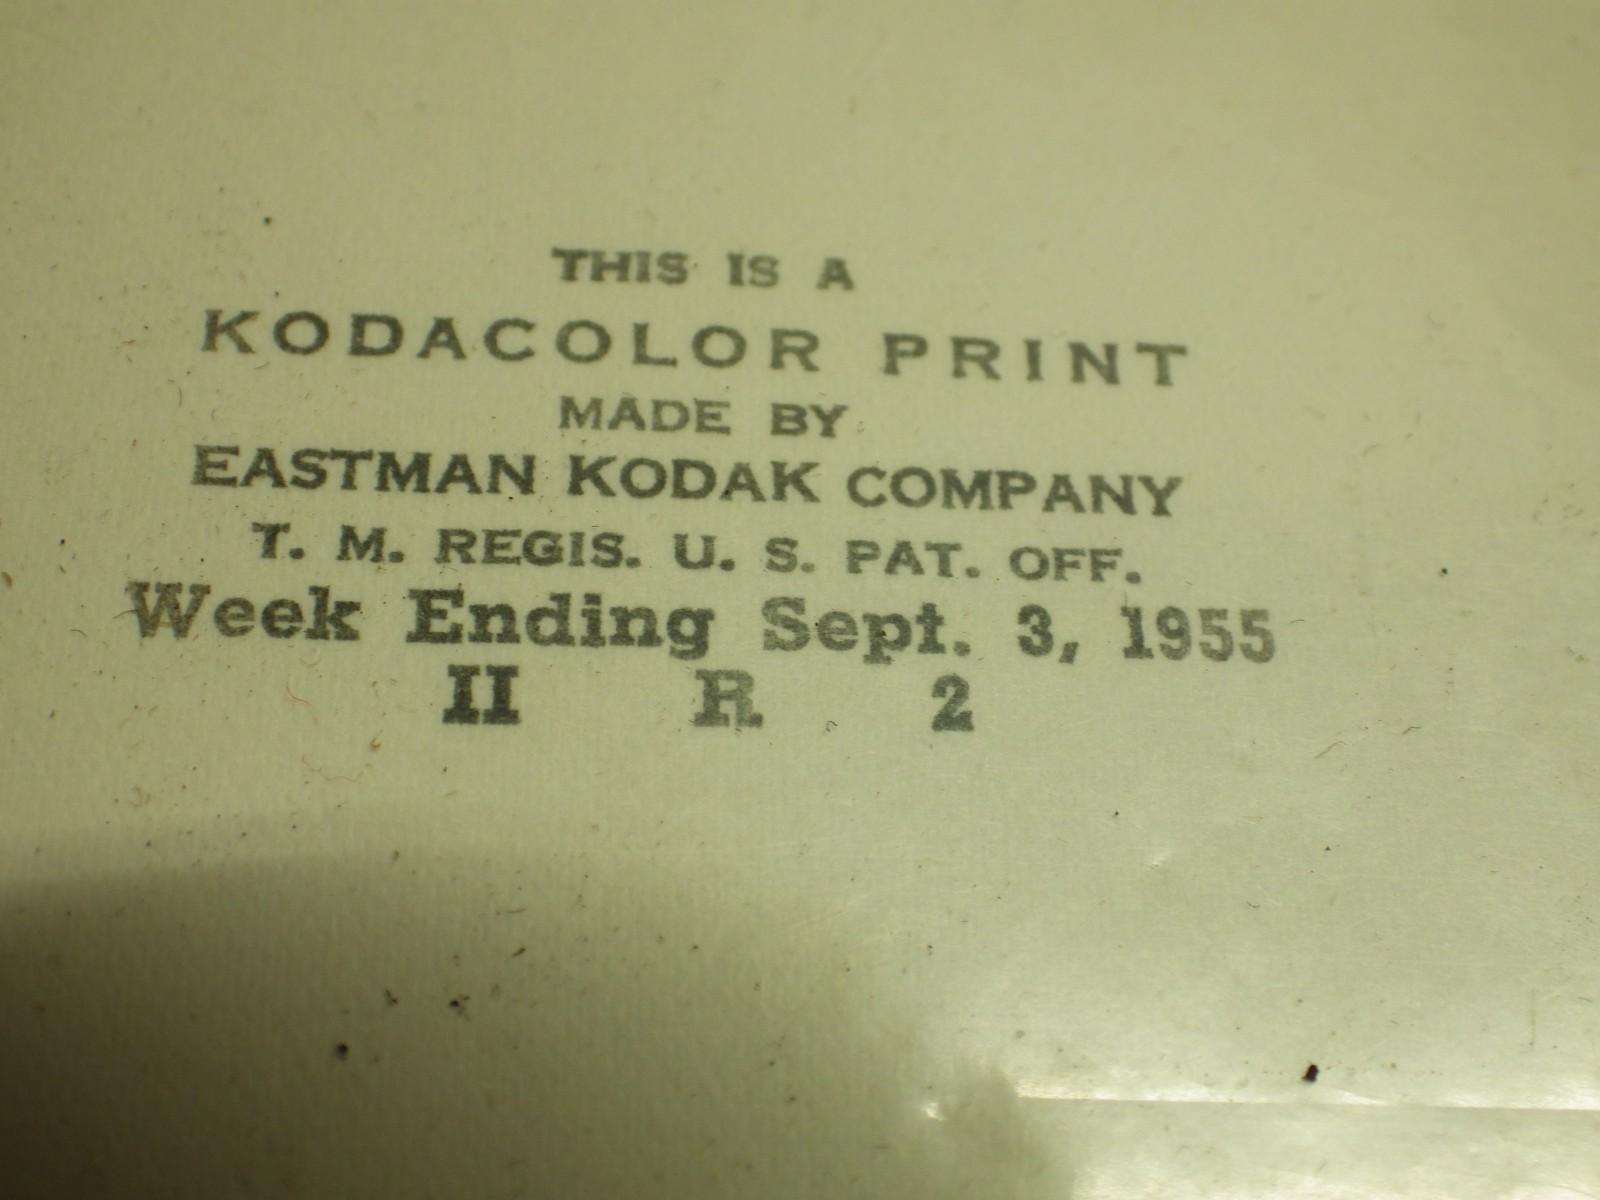 THIS IS A
KODACOLOR PRINT
MADE BY
EASTMAN KODAK COMPANY
T. M. REGIS. U. S. PAT. OFF.
Week Ending Sept. 3, 1955
II R 2